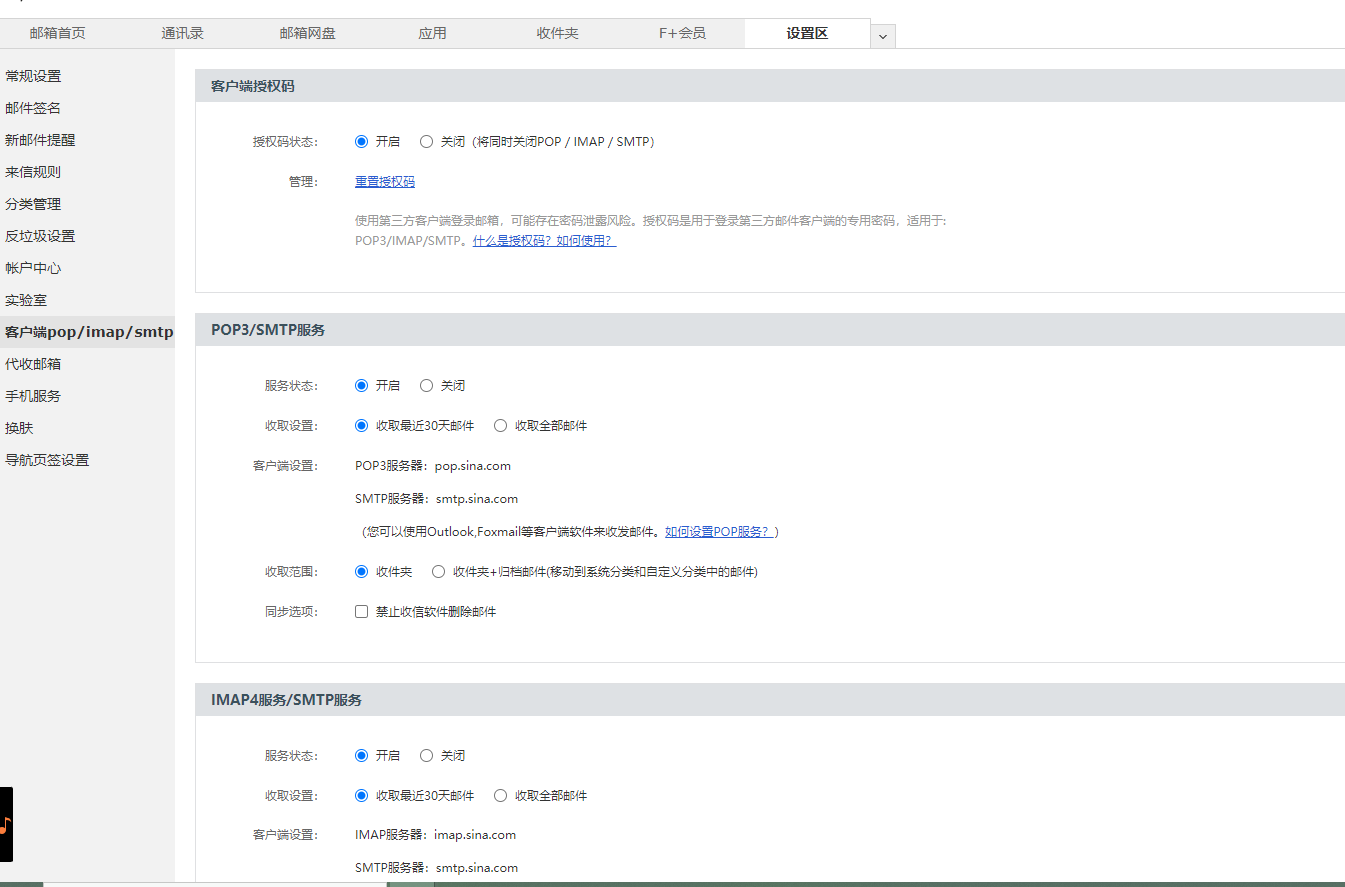 邮箱首页 通讯录 邮箱网盘 应用 收件夹 F+会员 设置区
常规设置
邮件签名
新邮件提醒
来信规则
分类管理
反垃圾设置
帐户中心
实验室
客户端pop/imap/smtp
代收邮箱
手机服务
换肤
导航页签设置
客户端授权码
授权码状态： 开启 关闭（将同时关闭POP / IMAP / SMTP）
管理： 重置授权码
使用第三方客户端登录邮箱，可能存在密码泄露风险。授权码是用于登录第三方邮件客户端的专用密码，适用于：
POP3/IMAP/SMTP。什么是授权码？如何使用？
POP3/SMTP服务
服务状态： 开启 关闭
收取设置： 收取最近30天邮件 收取全部邮件
客户端设置： POP3服务器：pop.sina.com
SMTP服务器：smtp.sina.com
（您可以使用Outlook,Foxmail等客户端软件来收发邮件。如何设置POP服务？）
收取范围： 收件夹 收件夹+归档邮件(移动到系统分类和自定义分类中的邮件)
同步选项： 禁止收信软件删除邮件
IMAP4服务/SMTP服务
服务状态： 开启 关闭
收取设置： 收取最近30天邮件 收取全部邮件
客户端设置： IMAP服务器：imap.sina.com
SMTP服务器：smtp.sina.com